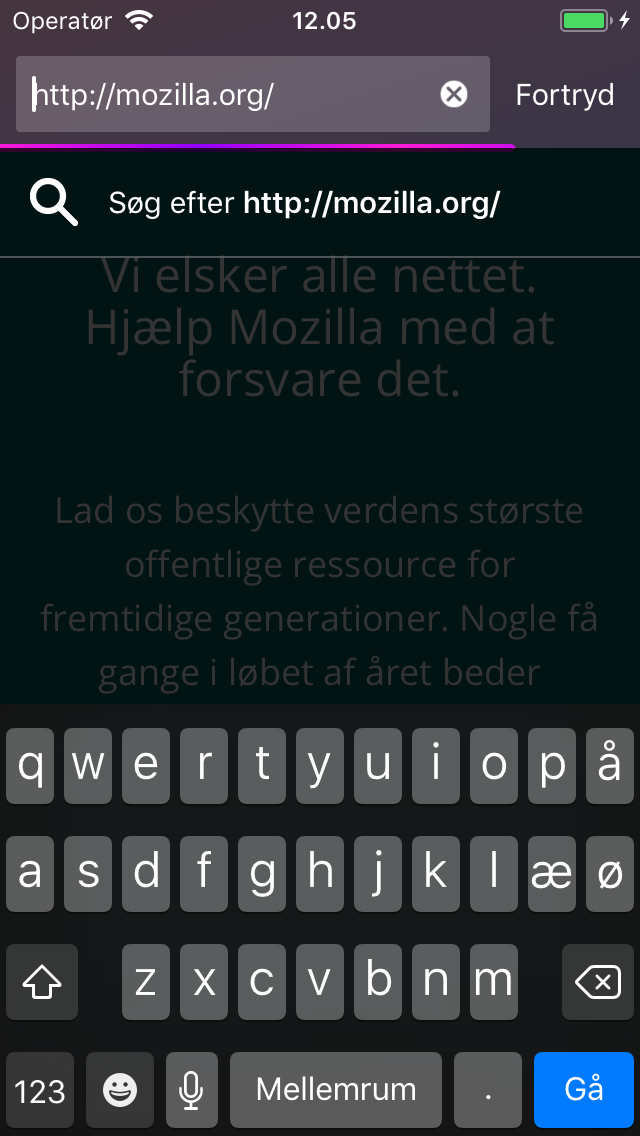 Operatør 12.05
http://mozilla.org/ Fortryd
Søg efter http://mozilla.org/
Vi elsker alle nettet.
Hjælp Mozilla med at
forsvare det.
Lad os beskytte verdens største
offentlige ressource for
fremtidige generationer. Nogle få
gange i løbet af året beder
q w e r t y u i o p å
a s d f g h j k l æ ø
z x c v b n m
123 Mellemrum . Gå